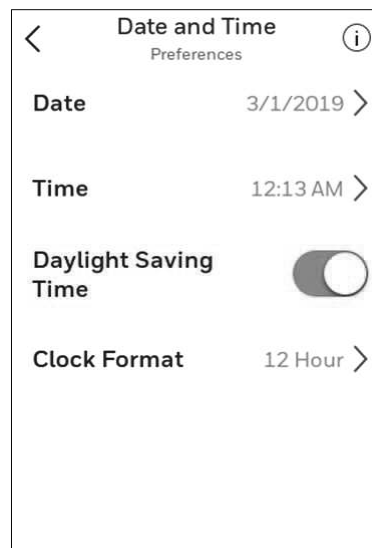 Date and Time
Preferences
Date 3/1/2019
Time 12:13 AM
Daylight Saving
Time
Clock Format 12 Hour